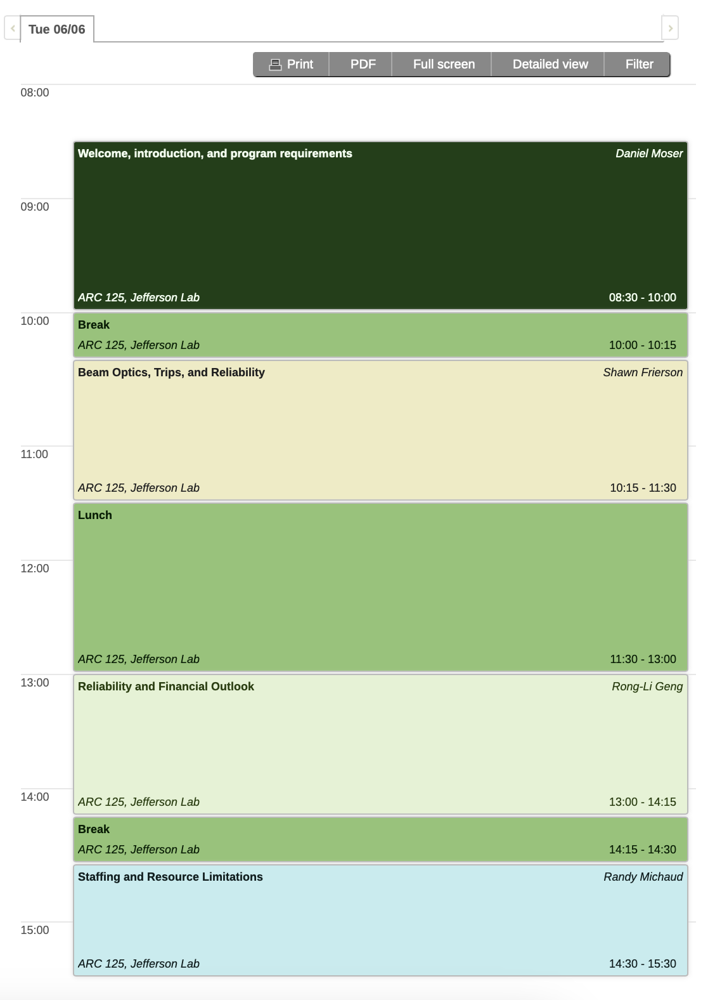 Tue 06/06
Print PDF Full screen Detailed view Filter
08:00
Welcome, introduction, and program requirements Daniel Moser
09:00
ARC 125, Jefferson Lab 08:30 - 10:00
10:00
Break
ARC 125, Jefferson Lab 10:00 - 10:15
Beam Optics, Trips, and Reliability Shawn Frierson
11:00
ARC 125, Jefferson Lab 10:15 - 11:30
Lunch
12:00
ARC 125, Jefferson Lab 11:30 - 13:00
13:00
Reliability and Financial Outlook Rong-Li Geng
14:00
ARC 125, Jefferson Lab 13:00 - 14:15
Break
ARC 125, Jefferson Lab 14:15 - 14:30
Staffing and Resource Limitations Randy Michaud
15:00
ARC 125, Jefferson Lab 14:30 - 15:30